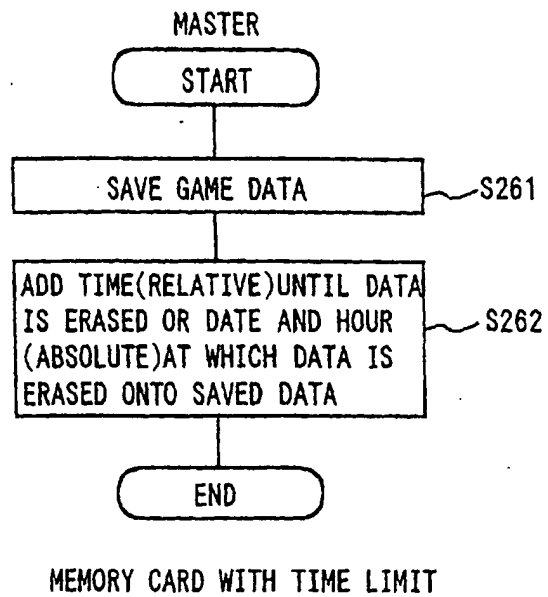 MASTER
START
SAVE GAME DATA
S261
ADD TIME(RELATIVE)UNTIL DATA
IS ERASED OR DATE AND HOUR
(ABSOLUTE)AT WHICH DATA IS
ERASED ONTO SAVED DATA
S262
END
MEMORY CARD WITH TIME LIMIT